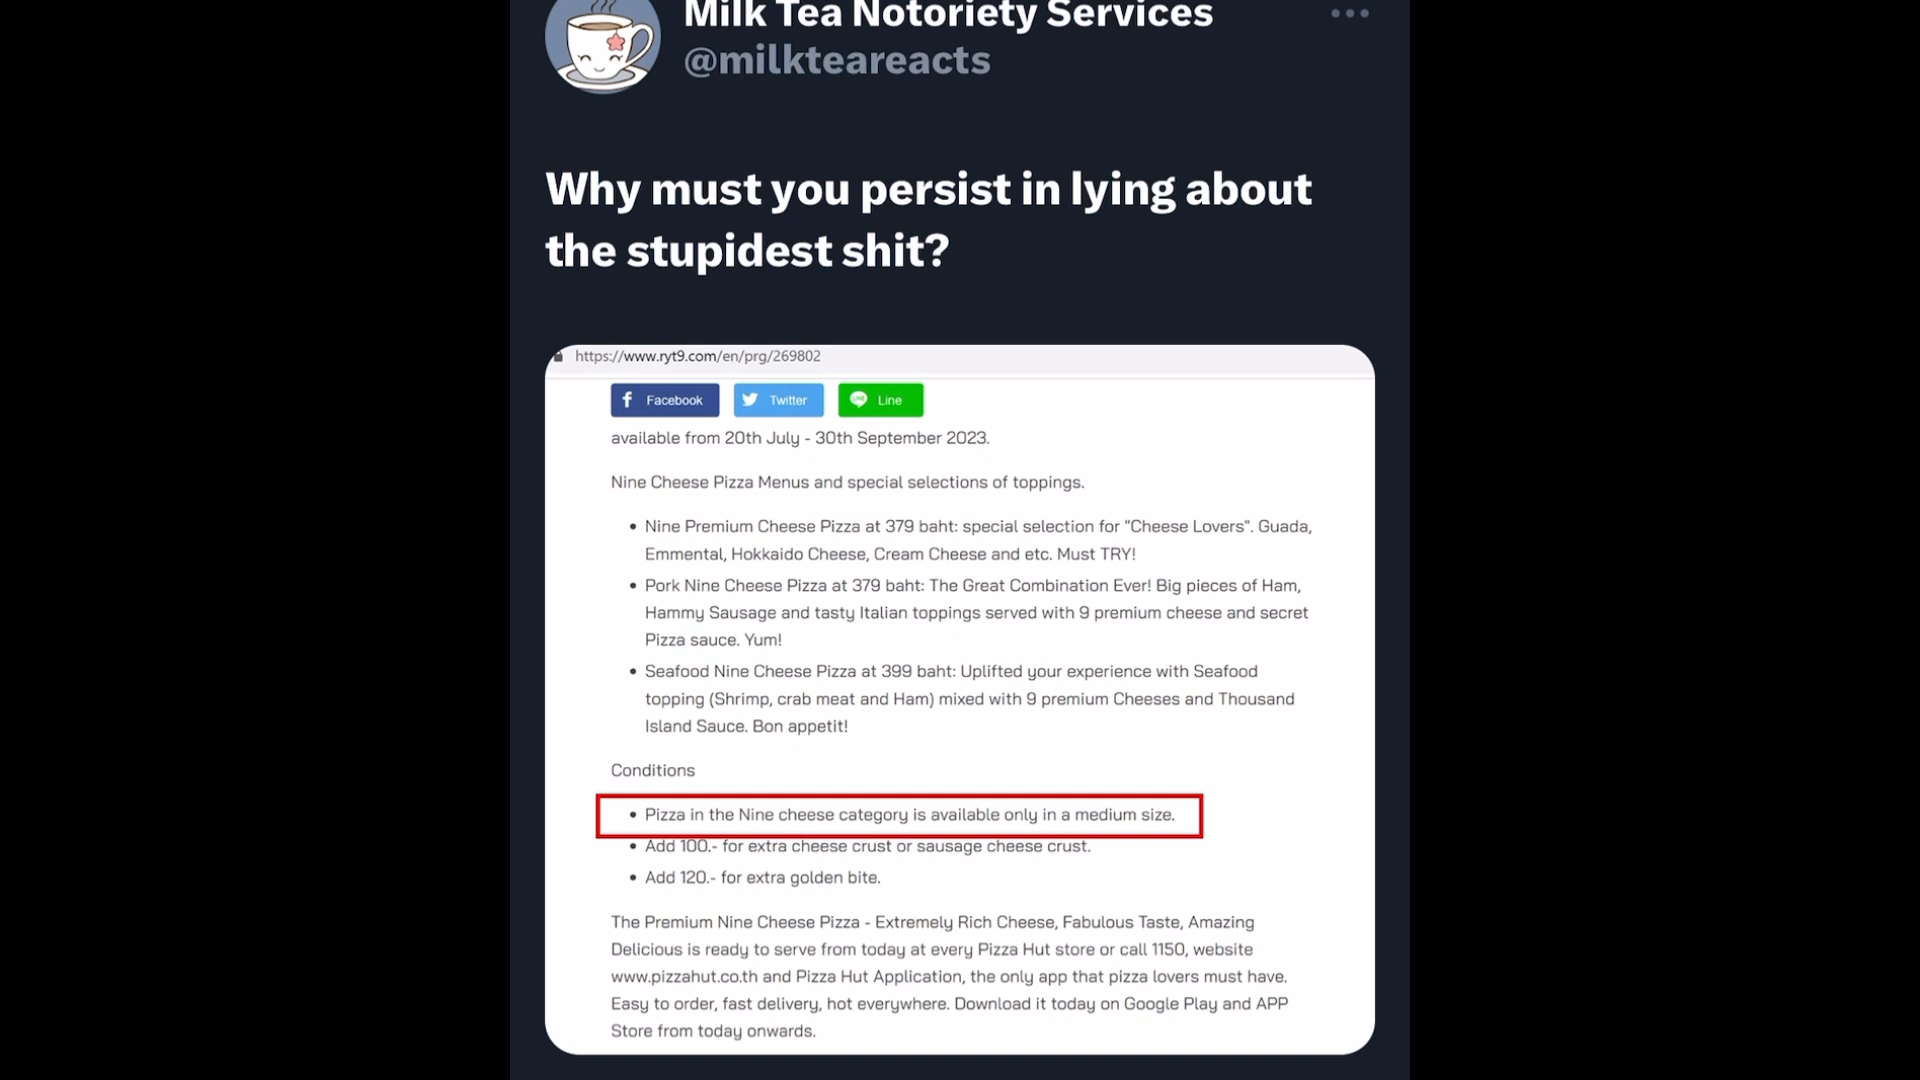 Milk Tea Notoriety Services
@milkteareacts
Why must you persist in lying about
the stupidest shit?
https://www.ryt9.com/en/prg/269802
Facebook
Twitter
Line
available from 20th July - 30th September 2023.
Nine Cheese Pizza Menus and special selections of toppings.
• Nine Premium Cheese Pizza at 379 baht: special selection for "Cheese Lovers". Guada,
Emmental, Hokkaido Cheese, Cream Cheese and etc. Must TRY!
• Pork Nine Cheese Pizza at 379 baht: The Great Combination Ever! Big pieces of Ham,
Hammy Sausage and tasty Italian toppings served with 9 premium cheese and secret
Pizza sauce. Yum!
• Seafood Nine Cheese Pizza at 399 baht: Uplifted your experience with Seafood
topping (Shrimp, crab meat and Ham) mixed with 9 premium Cheeses and Thousand
Island Sauce. Bon appetit!
Conditions
• Pizza in the Nine cheese category is available only in a medium size.
• Add 100.- for extra cheese crust or sausage cheese crust.
• Add 120.- for extra golden bite.
The Premium Nine Cheese Pizza - Extremely Rich Cheese, Fabulous Taste, Amazing
Delicious is ready to serve from today at every Pizza Hut store or call 1150, website
www.pizzahut.co.th and Pizza Hut Application, the only app that pizza lovers must have.
Easy to order, fast delivery, hot everywhere. Download it today on Google Play and APP
Store from today onwards.